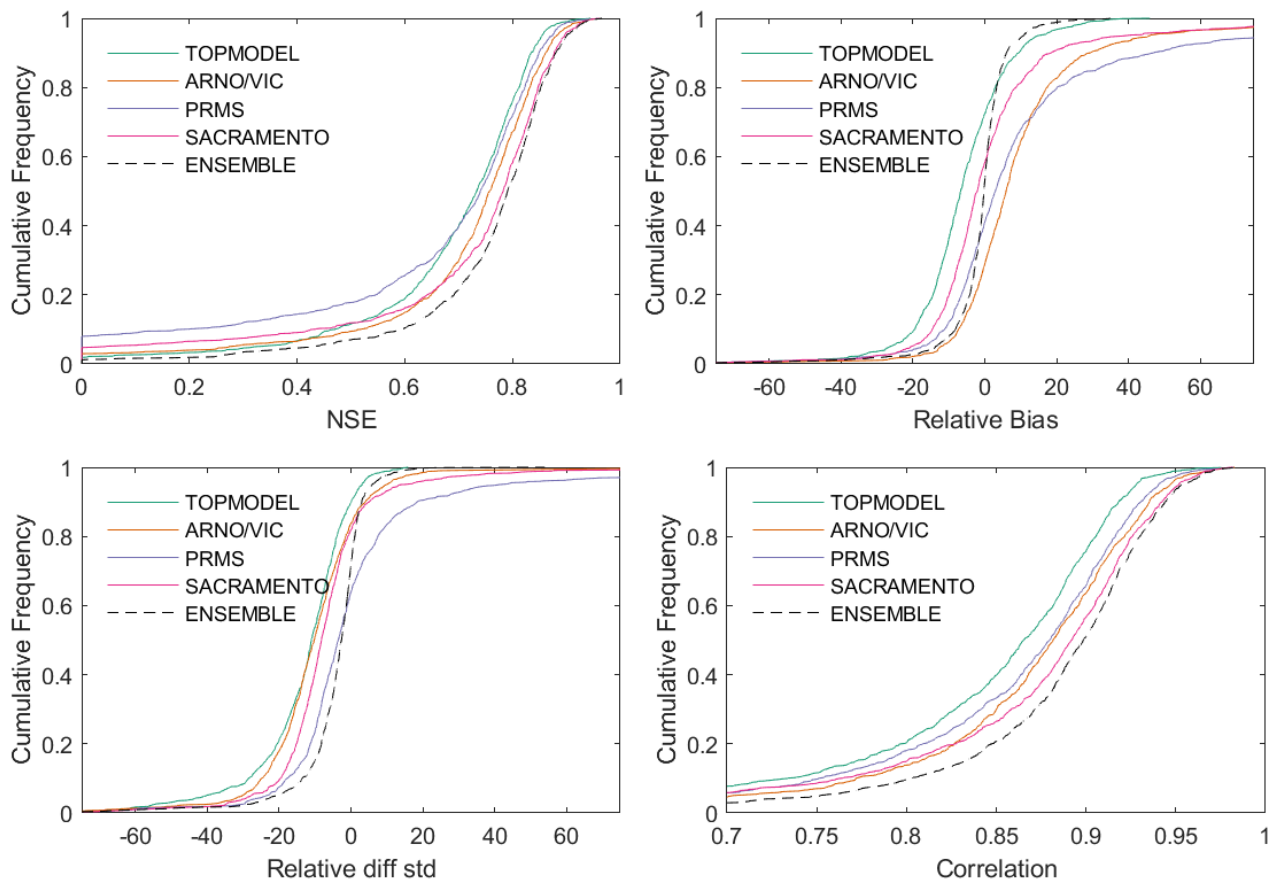 Cumulative Frequency
1
0.8
0.6
0.4
0.2
0
TOPMODEL
ARNO/VIC
PRMS
SACRAMENTO
ENSEMBLE
0 0.2 0.4 0.6 0.8 1
NSE
Cumulative Frequency
1
0.8
0.6
0.4
0.2
0
TOPMODEL
ARNO/VIC
PRMS
SACRAMENTO
ENSEMBLE
-60 -40 -20 0 20 40 60
Relative Bias
Cumulative Frequency
1
0.8
0.6
0.4
0.2
0
TOPMODEL
ARNO/VIC
PRMS
SACRAMENTO
ENSEMBLE
-60 -40 -20 0 20 40 60
Relative diff std
Cumulative Frequency
1
0.8
0.6
0.4
0.2
0
TOPMODEL
ARNO/VIC
PRMS
SACRAMENTO
ENSEMBLE
0.7 0.75 0.8 0.85 0.9 0.95 1
Correlation